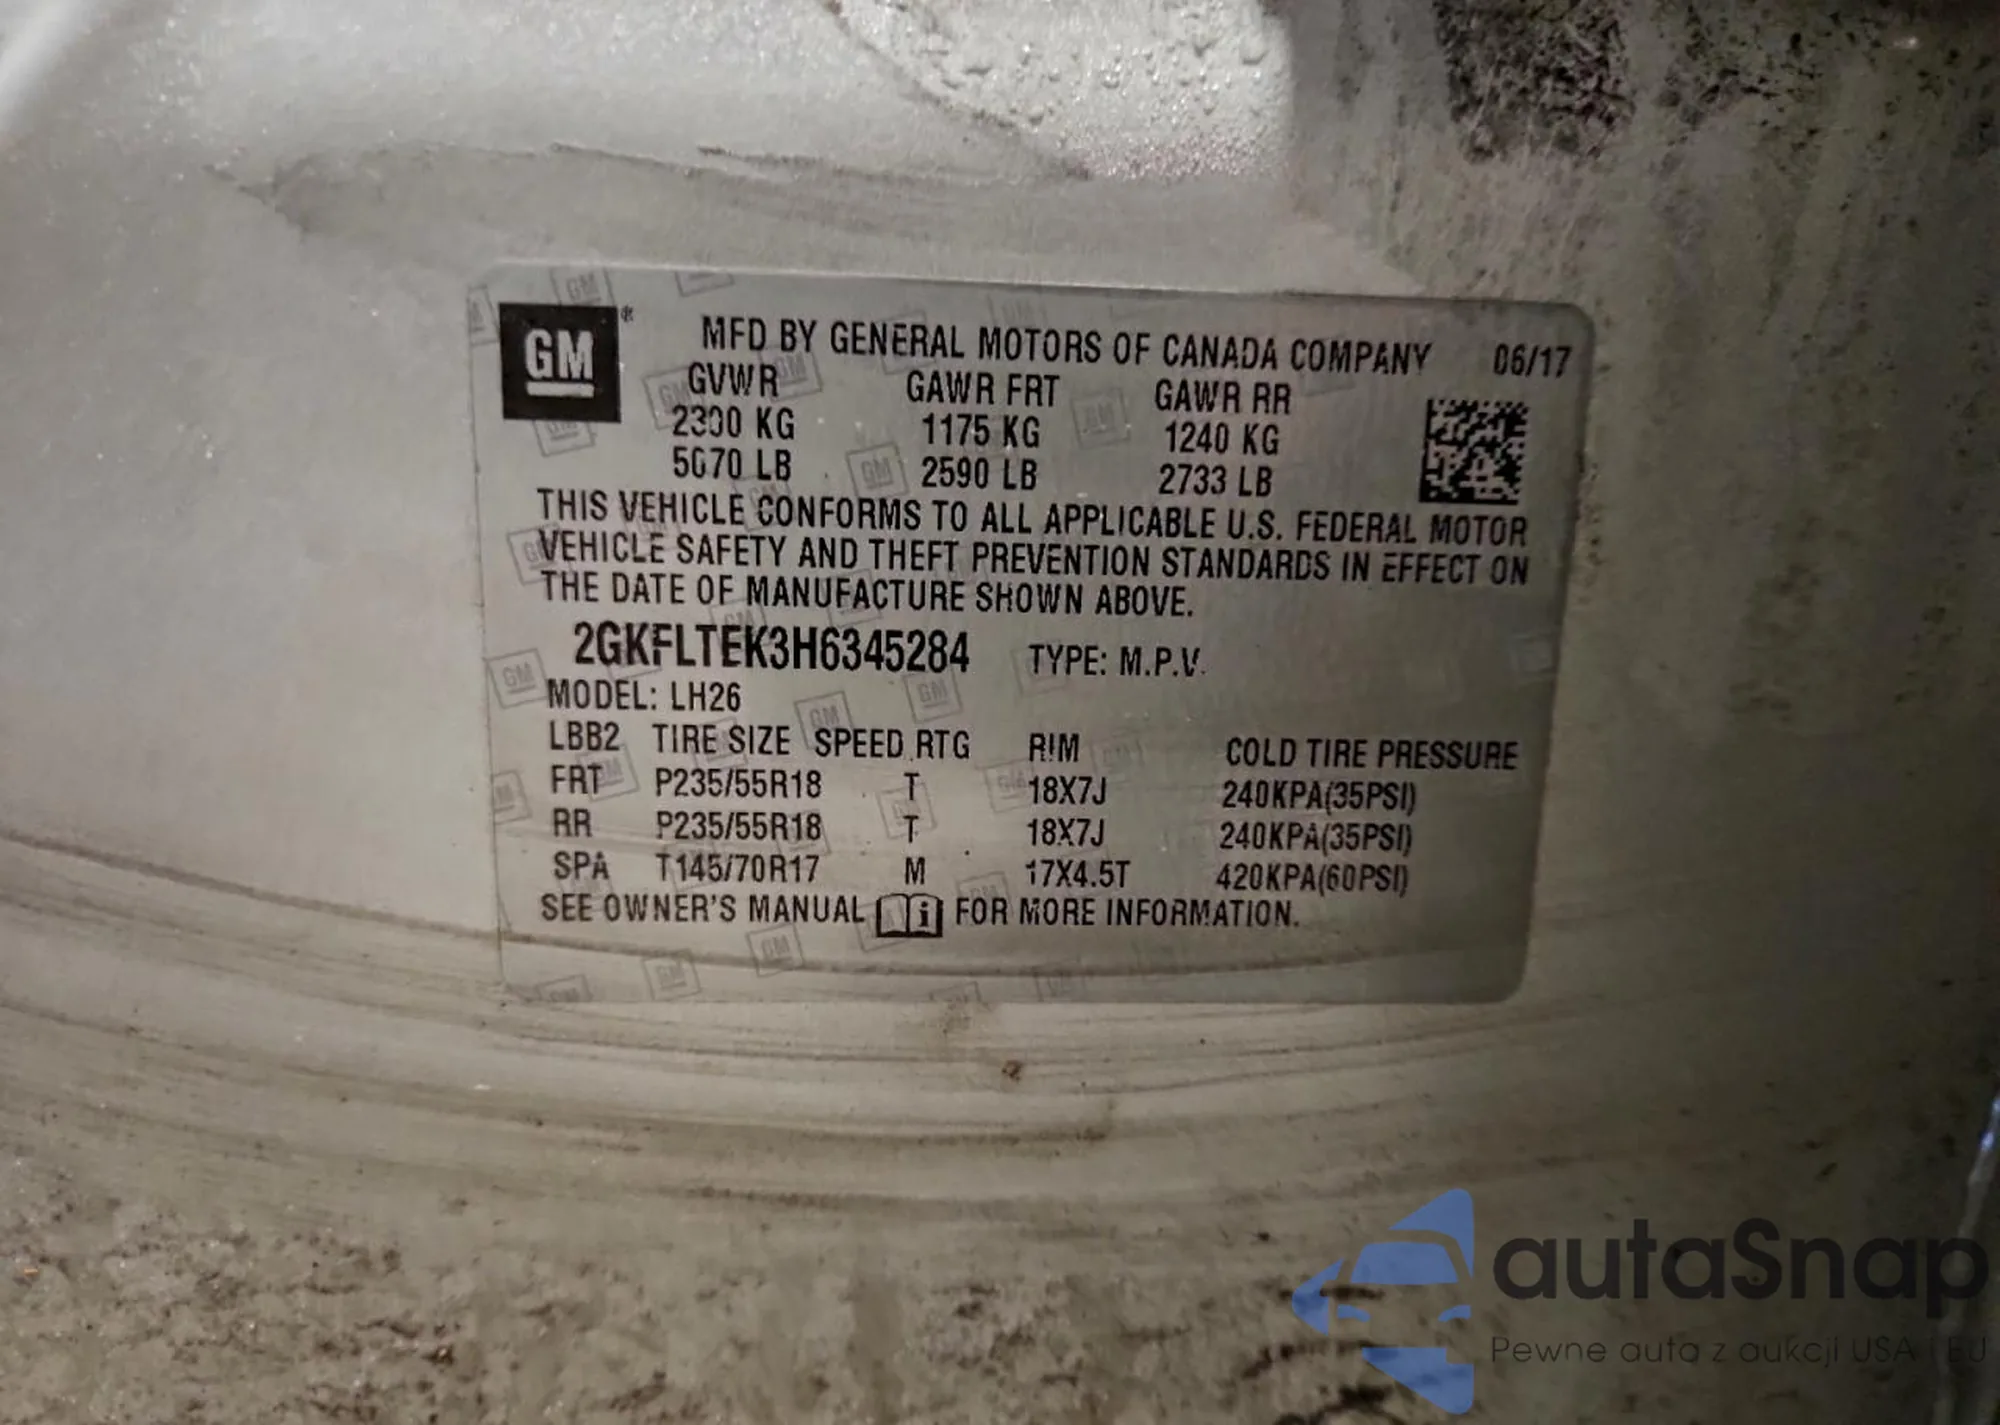 GM
MFD BY GENERAL MOTORS OF CANADA COMPANY 06/17
GVWR GAWR FRT GAWR RR
2300 KG 1175 KG 1240 KG
5070 LB 2590 LB 2733 LB
THIS VEHICLE CONFORMS TO ALL APPLICABLE U.S. FEDERAL MOTOR
VEHICLE SAFETY AND THEFT PREVENTION STANDARDS IN EFFECT ON
THE DATE OF MANUFACTURE SHOWN ABOVE.
2GKFLTEK3H6345284 TYPE: M.P.V.
MODEL: LH26
LBB2 TIRE SIZE SPEED RTG RIM COLD TIRE PRESSURE
FRT P235/55R18 T 18X7J 240KPA(35PSI)
RR P235/55R18 T 18X7J 240KPA(35PSI)
SPA T145/70R17 M 17X4.5T 420KPA(60PSI)
SEE OWNER'S MANUAL i FOR MORE INFORMATION.
autaSnap
Pewne auta z aukcji USA i EU